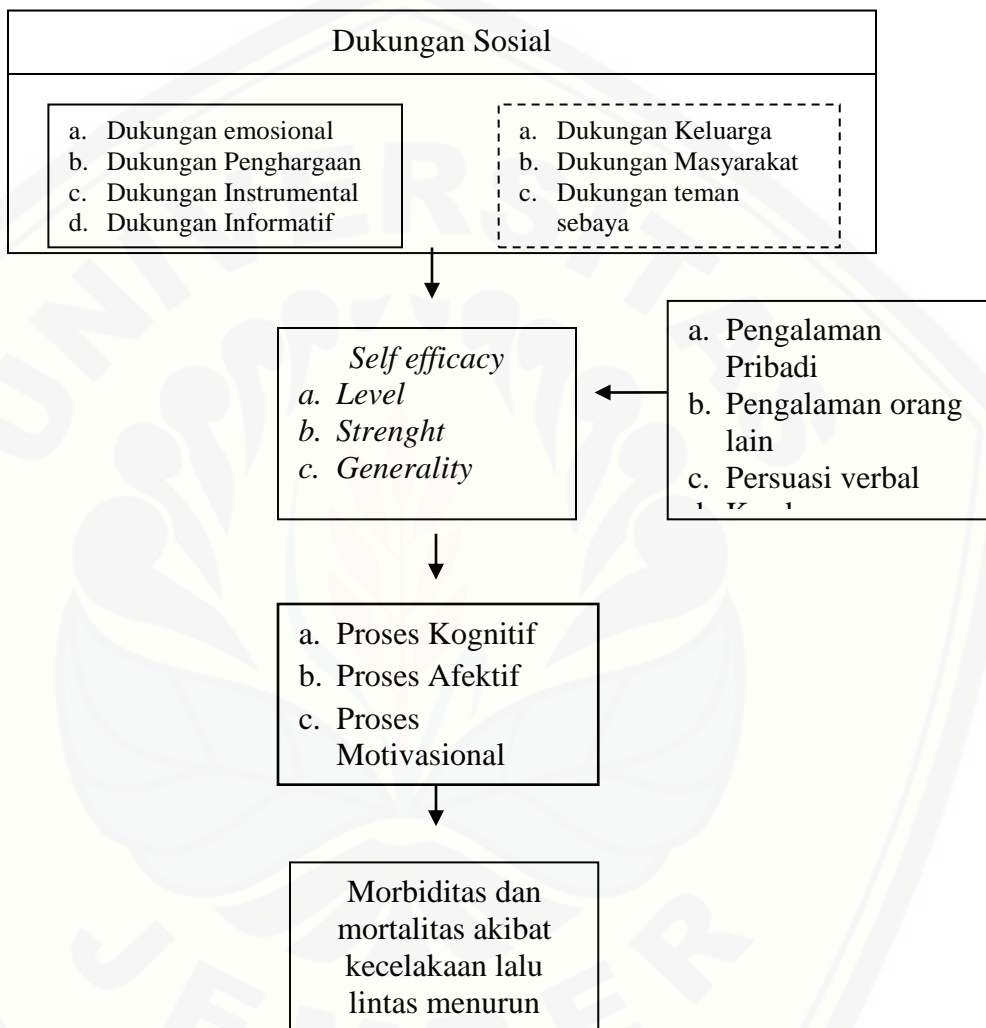 Dukungan Sosial
a. Dukungan emosional
b. Dukungan Penghargaan
c. Dukungan Instrumental
d. Dukungan Informatif
a. Dukungan Keluarga
b. Dukungan Masyarakat
c. Dukungan teman
sebaya
Self efficacy
a. Level
b. Strenght
c. Generality
a. Pengalaman
Pribadi
b. Pengalaman orang
lain
c. Persuasi verbal
a. Proses Kognitif
b. Proses Afektif
c. Proses
Motivasional
Morbiditas dan
mortalitas akibat
kecelakaan lalu
lintas menurun
UNIVERSITAS
JEMBER